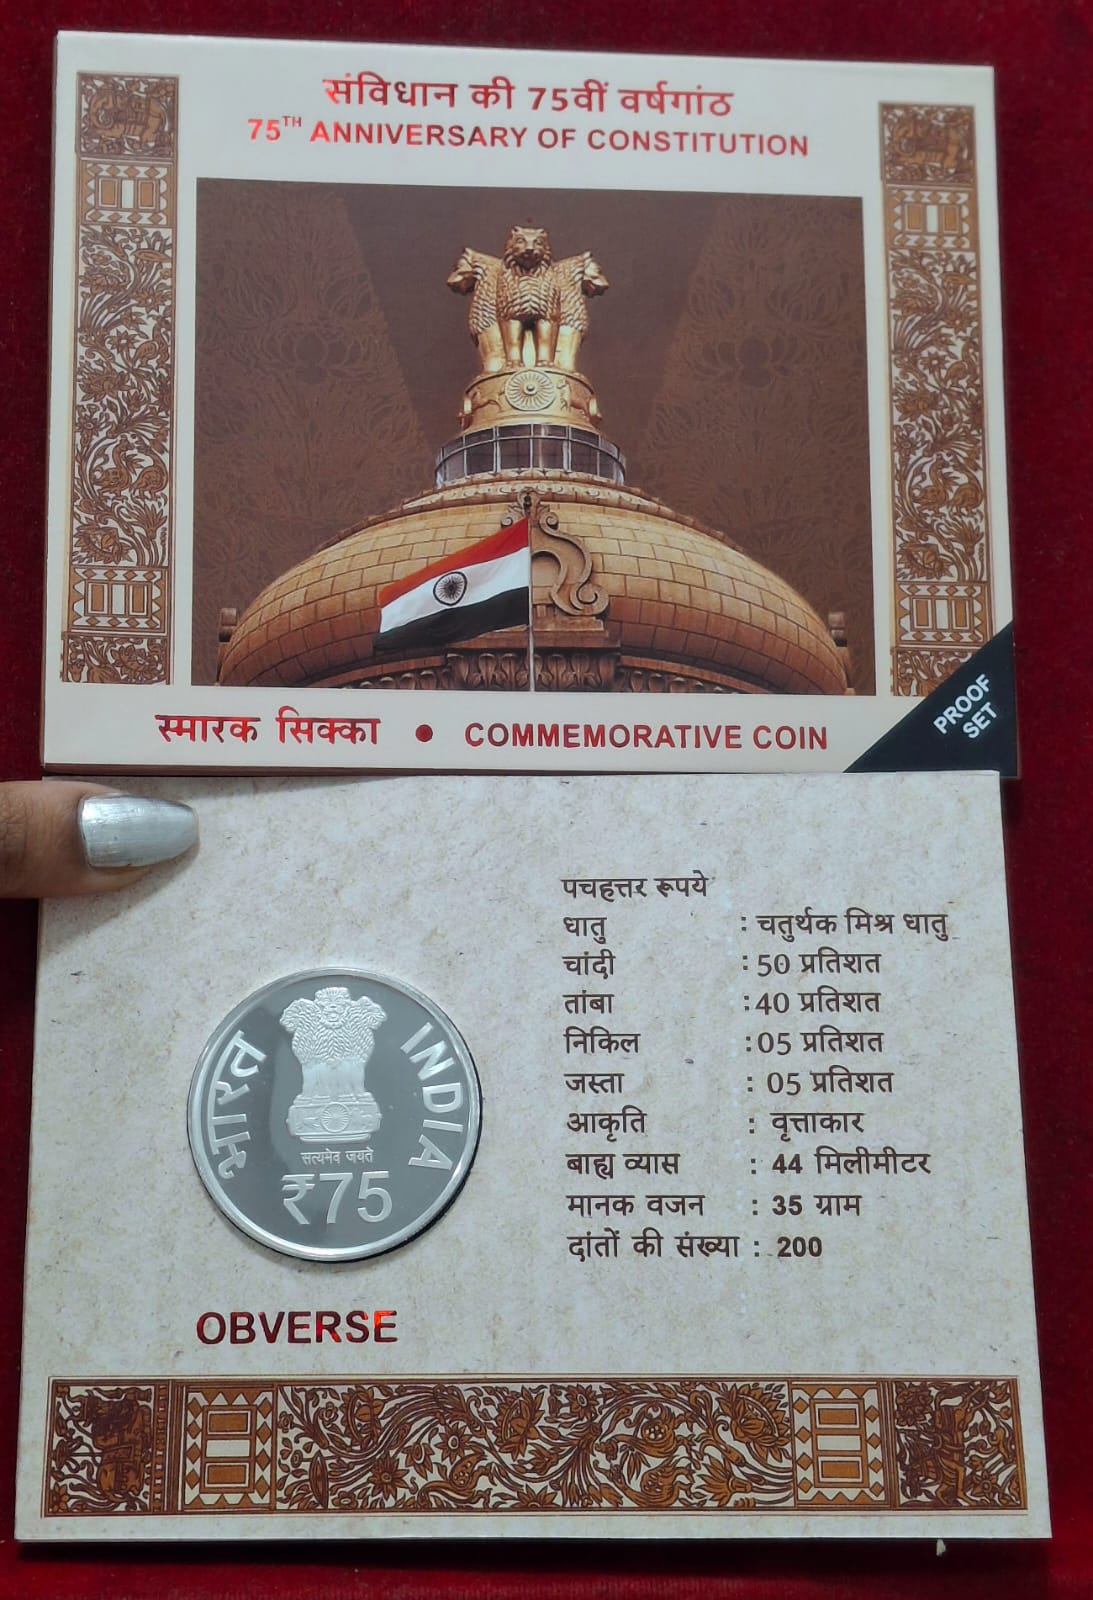 संविधान की 75वीं वर्षगांठ
75TH ANNIVERSARY OF CONSTITUTION
स्मारक सिक्का • COMMEMORATIVE COIN
PROOF
SET
पचहत्तर रूपये
धातु : चतुर्थक मिश्र धातु
चांदी : 50 प्रतिशत
तांबा : 40 प्रतिशत
निकिल : 05 प्रतिशत
जस्ता : 05 प्रतिशत
आकृति : वृत्ताकार
बाह्य व्यास : 44 मिलीमीटर
मानक वजन : 35 ग्राम
दांतों की संख्या : 200
भारत
INDIA
सत्यमेव जयते
₹75
OBVERSE